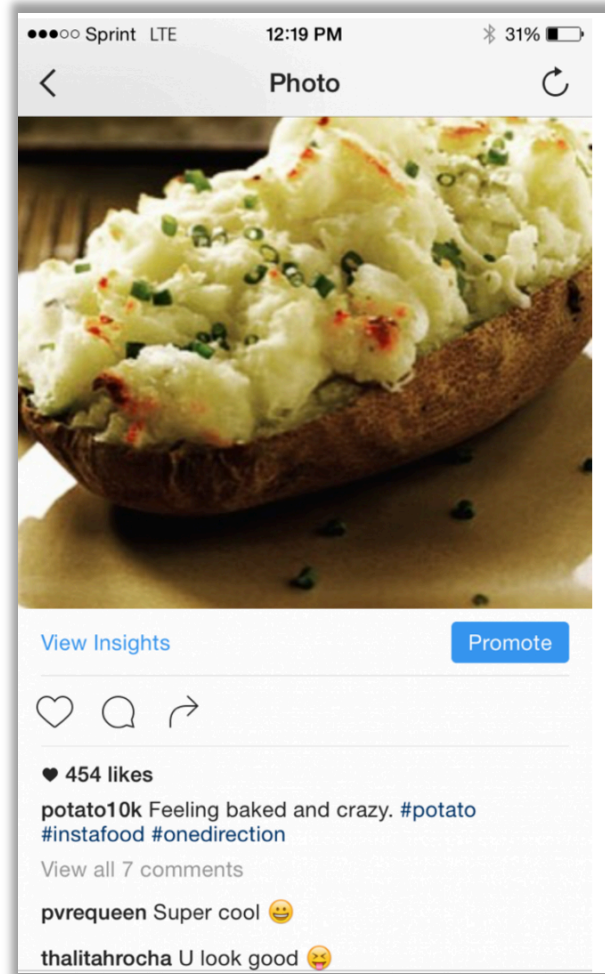 Sprint LTE 12:19 PM 31%
Photo
View Insights Promote
454 likes
potato10k Feeling baked and crazy. #potato
#instafood #onedirection
View all 7 comments
pvrequeen Super cool 😀
thalitahrocha U look good 😝